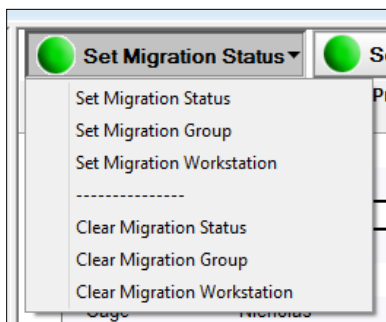 Set Migration Status
Set Migration Status
Set Migration Group
Set Migration Workstation
---------------
Clear Migration Status
Clear Migration Group
Clear Migration Workstation